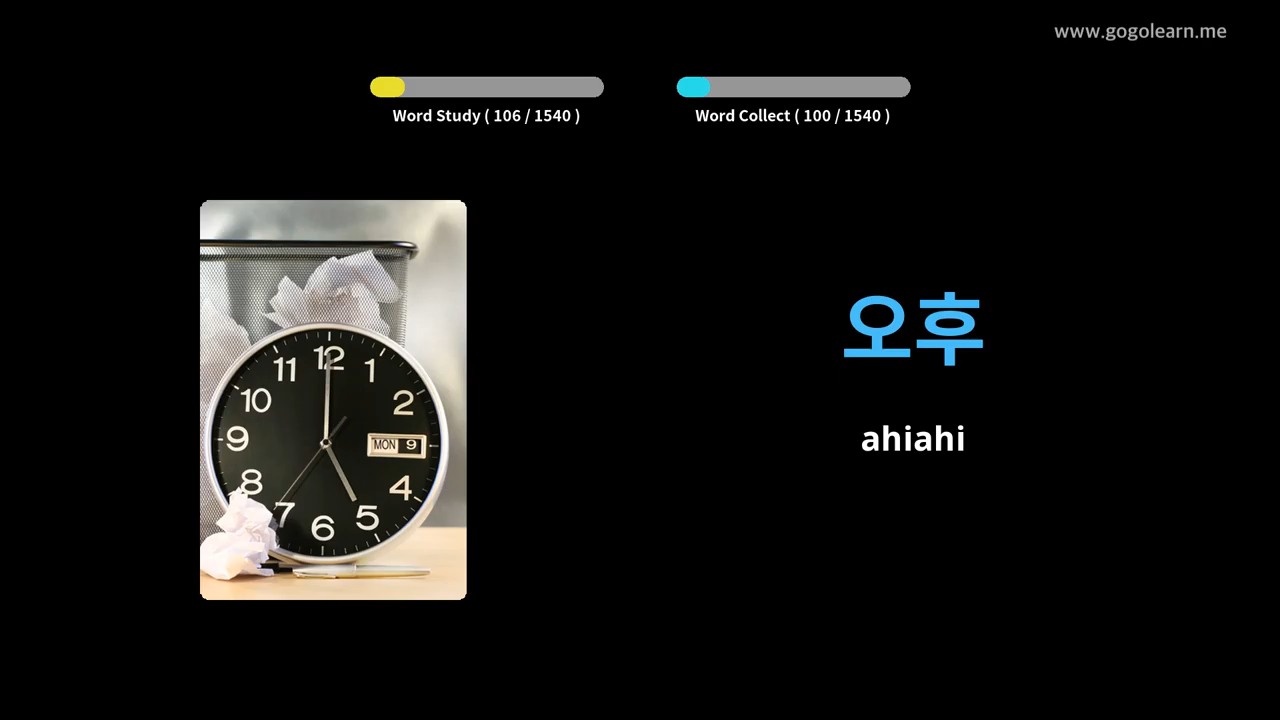 www.gogolearn.me
Word Study ( 106 / 1540 )
Word Collect ( 100 / 1540 )
12
11
1
10
2
9
MON 9
8
4
7
5
6
오후
ahiahi